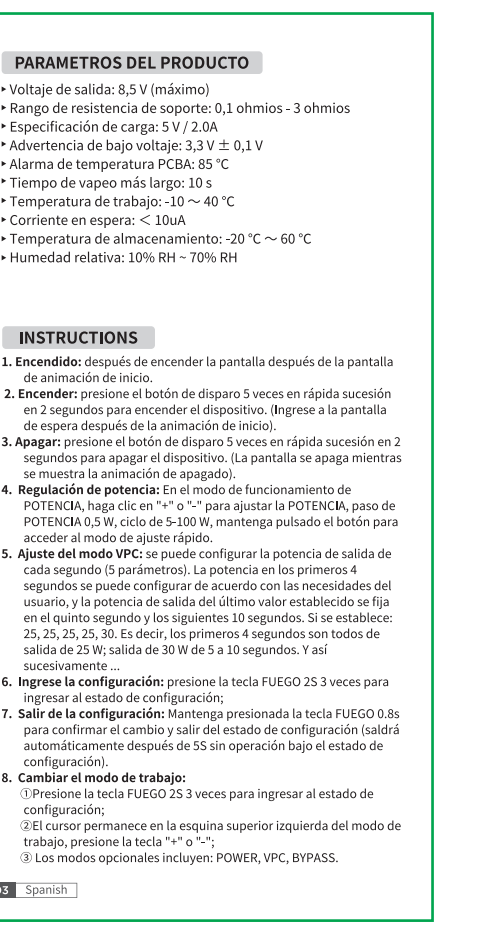 PARAMETROS DEL PRODUCTO
‣ Voltaje de salida: 8,5 V (máximo)
‣ Rango de resistencia de soporte: 0,1 ohmios - 3 ohmios
‣ Especificación de carga: 5 V / 2.0A
‣ Advertencia de bajo voltaje: 3,3 V ± 0,1 V
‣ Alarma de temperatura PCBA: 85 °C
‣ Tiempo de vapeo más largo: 10 s
‣ Temperatura de trabajo: -10 ～ 40 °C
‣ Corriente en espera: ＜ 10uA
‣ Temperatura de almacenamiento: -20 °C ～ 60 °C
‣ Humedad relativa: 10% RH ~ 70% RH
INSTRUCTIONS
1. Encendido: después de encender la pantalla después de la pantalla
de animación de inicio.
2. Encender: presione el botón de disparo 5 veces en rápida sucesión
en 2 segundos para encender el dispositivo. (Ingrese a la pantalla
de espera después de la animación de inicio).
3. Apagar: presione el botón de disparo 5 veces en rápida sucesión en 2
segundos para apagar el dispositivo. (La pantalla se apaga mientras
se muestra la animación de apagado).
4. Regulación de potencia: En el modo de funcionamiento de
POTENCIA, haga clic en "+" o "-" para ajustar la POTENCIA, paso de
POTENCIA 0,5 W, ciclo de 5-100 W, mantenga pulsado el botón para
acceder al modo de ajuste rápido.
5. Ajuste del modo VPC: se puede configurar la potencia de salida de
cada segundo (5 parámetros). La potencia en los primeros 4
segundos se puede configurar de acuerdo con las necesidades del
usuario, y la potencia de salida del último valor establecido se fija
en el quinto segundo y los siguientes 10 segundos. Si se establece:
25, 25, 25, 25, 30. Es decir, los primeros 4 segundos son todos de
salida de 25 W; salida de 30 W de 5 a 10 segundos. Y así
sucesivamente ...
6. Ingrese la configuración: presione la tecla FUEGO 2S 3 veces para
ingresar al estado de configuración;
7. Salir de la configuración: Mantenga presionada la tecla FUEGO 0.8s
para confirmar el cambio y salir del estado de configuración (saldrá
automáticamente después de 5S sin operación bajo el estado de
configuración).
8. Cambiar el modo de trabajo:
①Presione la tecla FUEGO 2S 3 veces para ingresar al estado de
configuración;
②El cursor permanece en la esquina superior izquierda del modo de
trabajo, presione la tecla "+" o "-";
③ Los modos opcionales incluyen: POWER, VPC, BYPASS.
03 Spanish